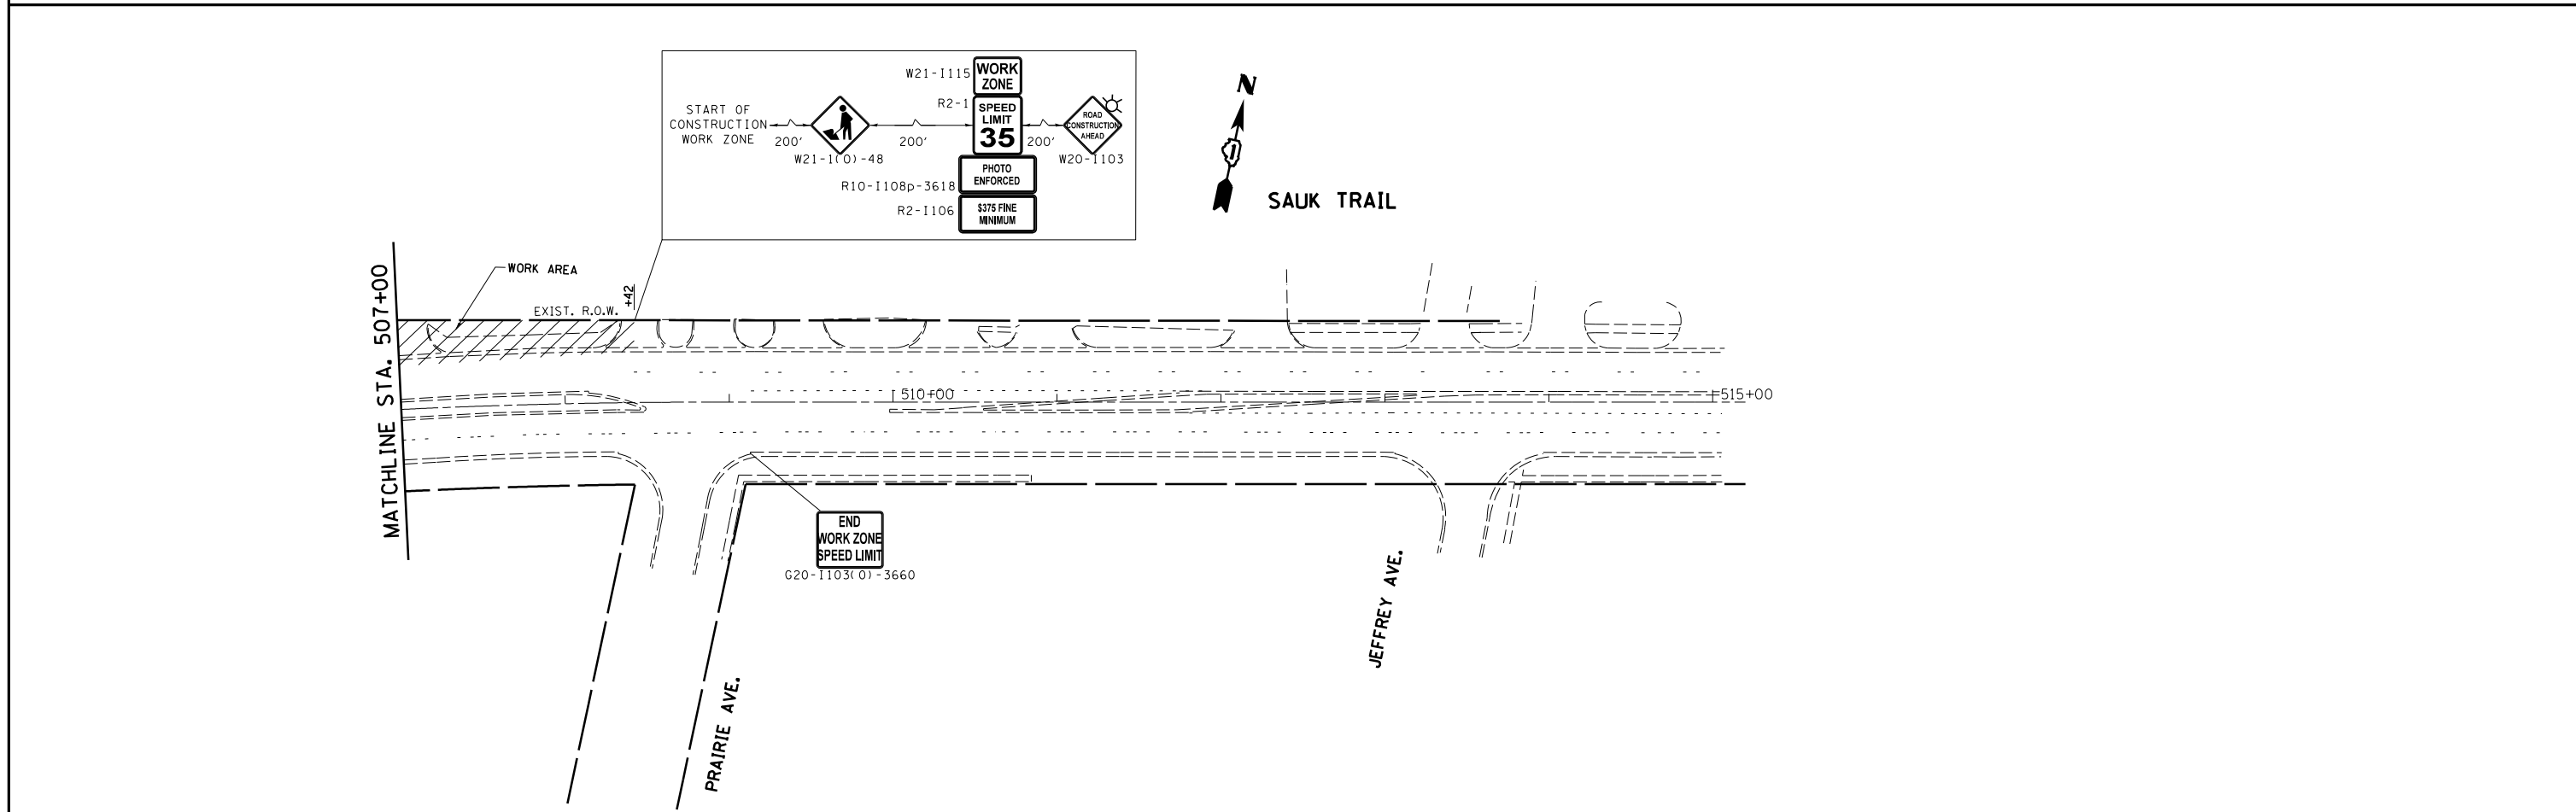 W21-I115
WORK
ZONE
R2-1
SPEED
LIMIT
35
START OF
CONSTRUCTION
WORK ZONE
200'
200'
200'
W21-1(O)-48
ROAD
CONSTRUCTION
AHEAD
W20-I103
R10-I108p-3618
PHOTO
ENFORCED
R2-I106
$375 FINE
MINIMUM
N
1
SAUK TRAIL
MATCHLINE STA. 507+00
WORK AREA
EXIST. R.O.W.
+42
510+00
515+00
END
WORK ZONE
SPEED LIMIT
G20-I103(O)-3660
PRAIRIE AVE.
JEFFREY AVE.